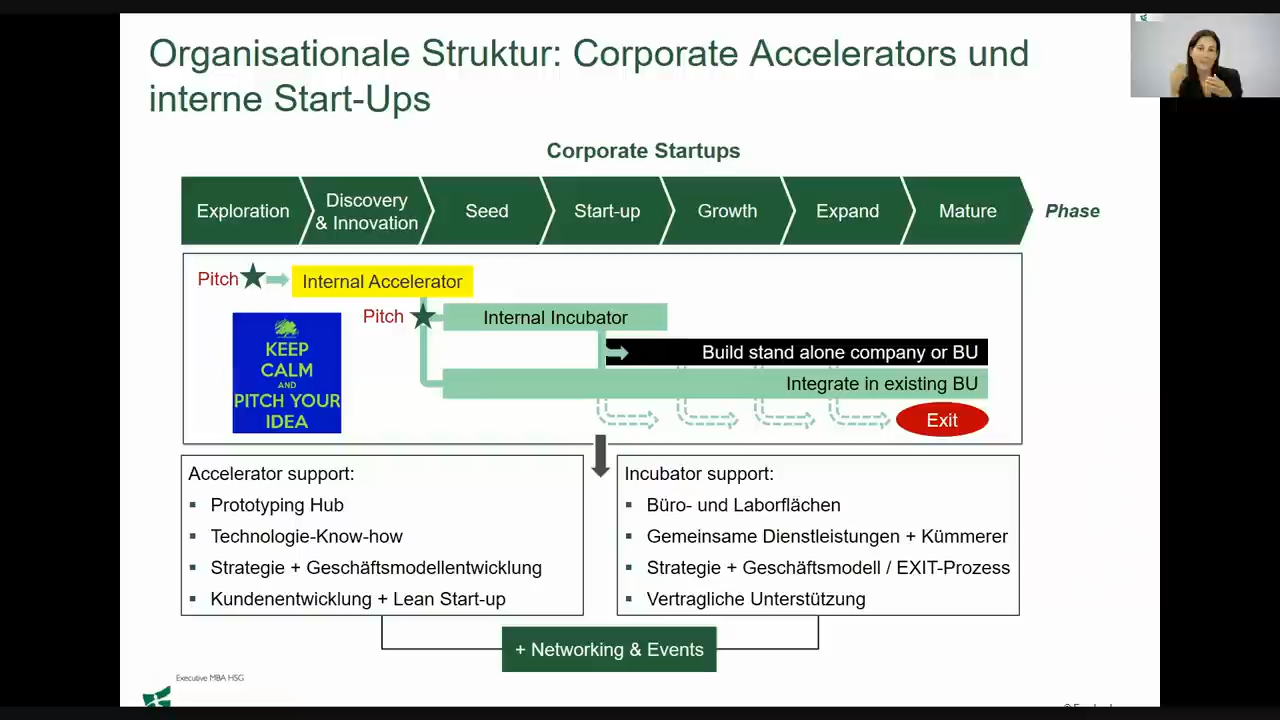 Organisationale Struktur: Corporate Accelerators und
interne Start-Ups
Corporate Startups
Exploration
Discovery
& Innovation
Seed
Start-up
Growth
Expand
Mature
Phase
Pitch
Internal Accelerator
Pitch
Internal Incubator
KEEP
CALM
AND
PITCH YOUR
IDEA
Build stand alone company or BU
Integrate in existing BU
Exit
Accelerator support:
Prototyping Hub
Technologie-Know-how
Strategie + Geschäftsmodellentwicklung
Kundenentwicklung + Lean Start-up
Incubator support:
Büro- und Laborflächen
Gemeinsame Dienstleistungen + Kümmerer
Strategie + Geschäftsmodell / EXIT-Prozess
Vertragliche Unterstützung
+ Networking & Events
Executive MBA HSG